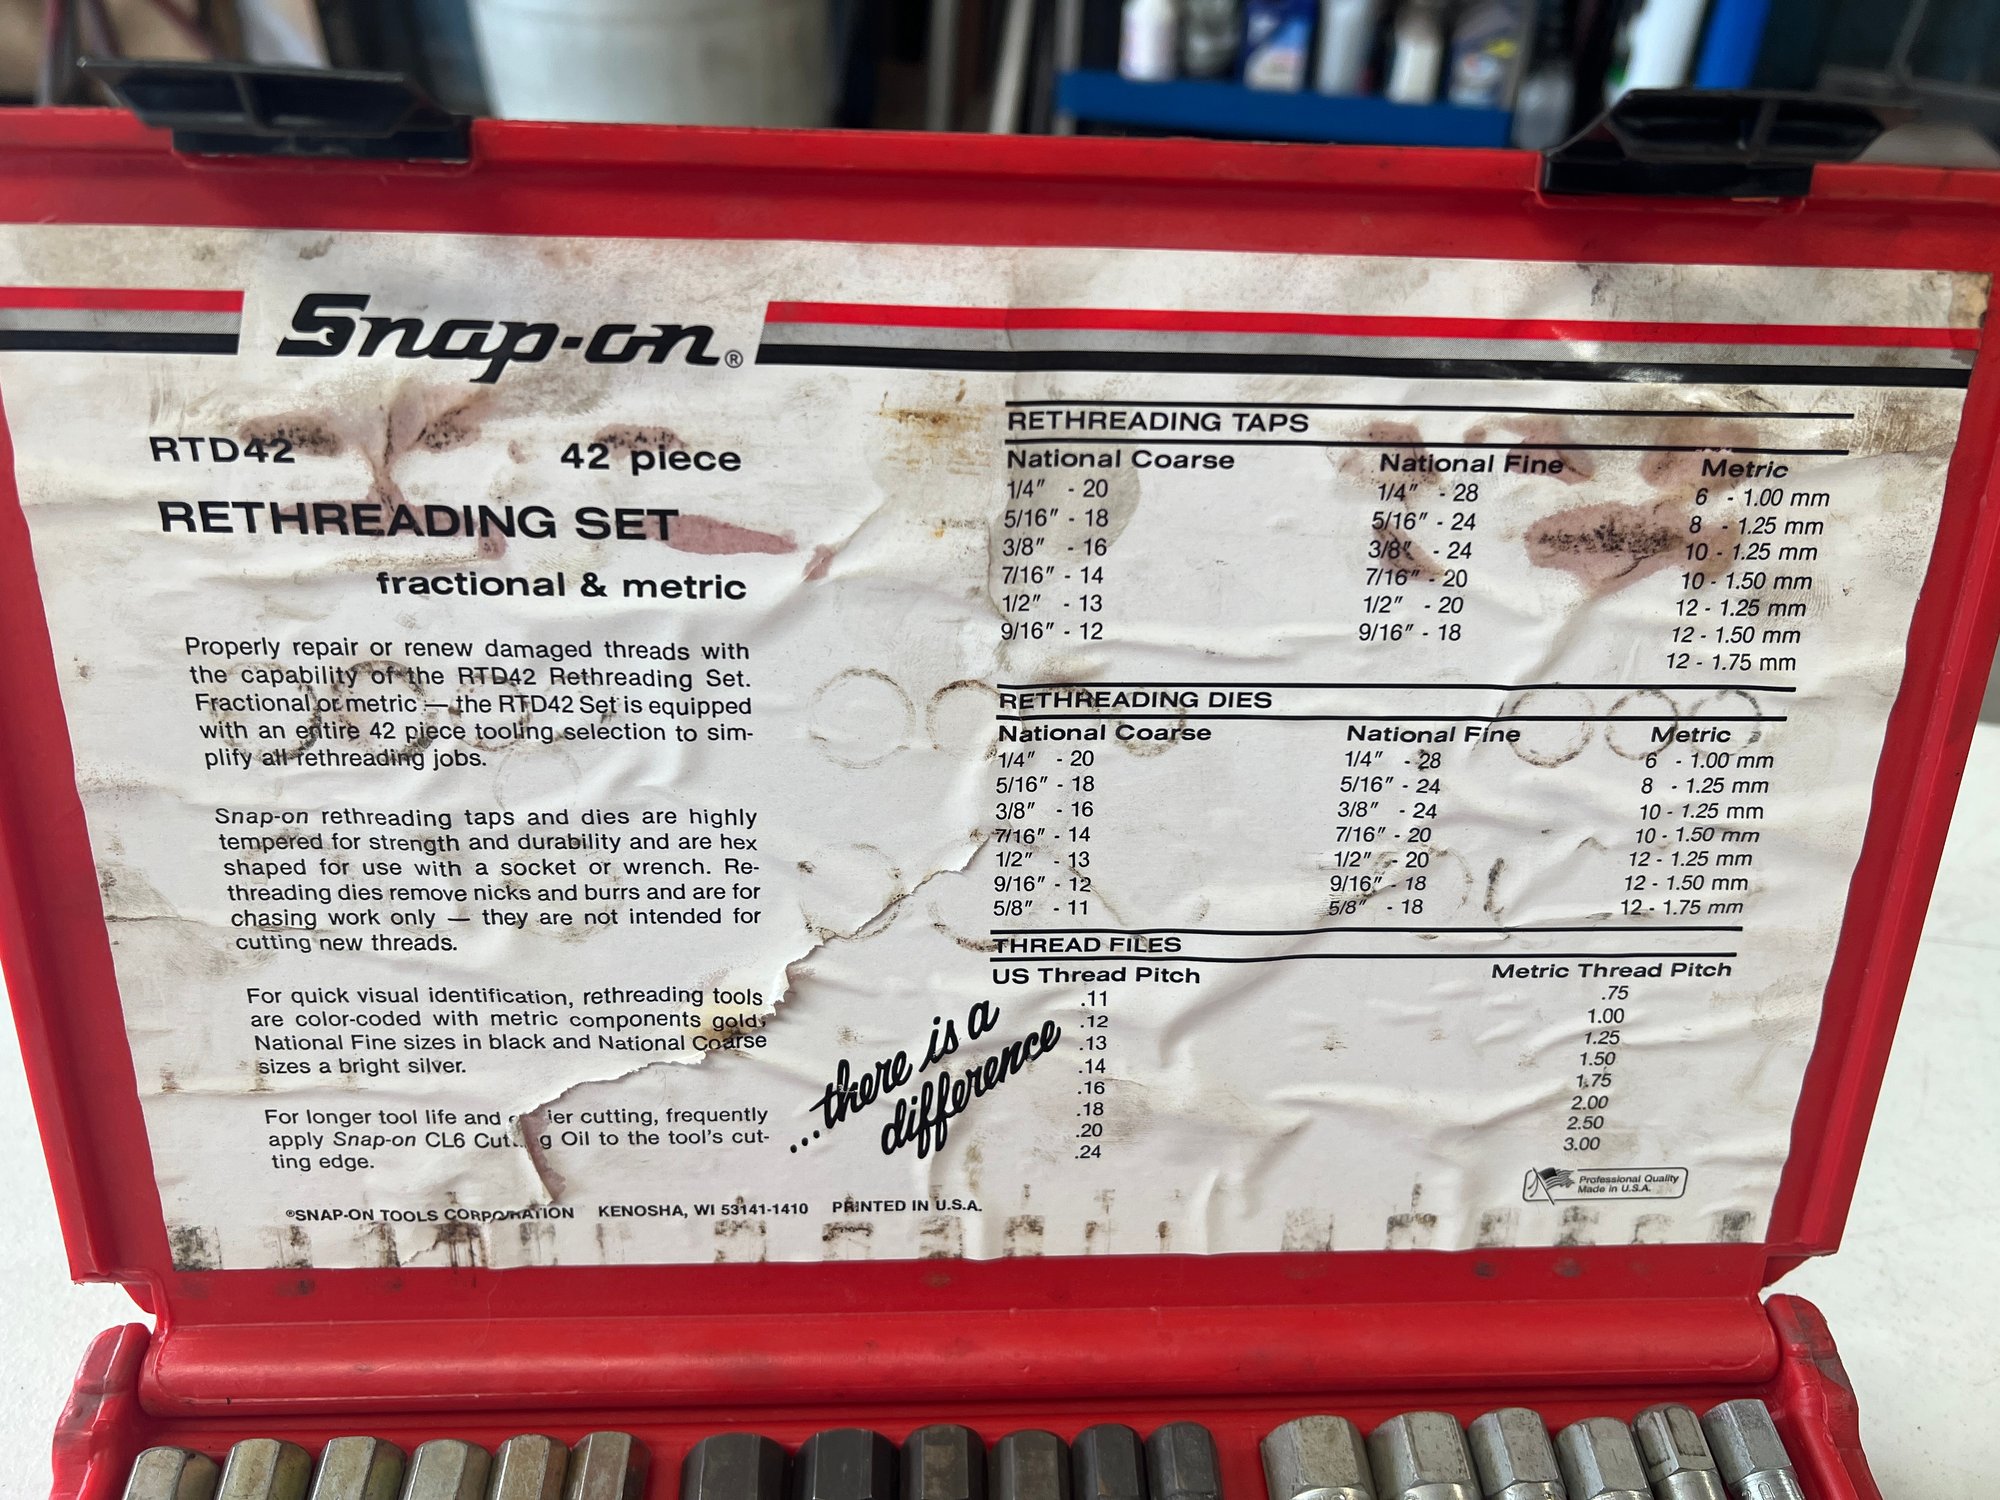 Snap-on®
RTD42 42 piece
RETHREADING SET
fractional & metric
Properly repair or renew damaged threads with
the capability of the RTD42 Rethreading Set.
Fractional or metric — the RTD42 Set is equipped
with an entire 42 piece tooling selection to sim-
plify all rethreading jobs.
Snap-on rethreading taps and dies are highly
tempered for strength and durability and are hex
shaped for use with a socket or wrench. Re-
threading dies remove nicks and burrs and are for
chasing work only — they are not intended for
cutting new threads.
For quick visual identification, rethreading tools
are color-coded with metric components gold,
National Fine sizes in black and National Coarse
sizes a bright silver.
For longer tool life and cutting, frequently
apply Snap-on CL6 Oil to the tool's cut-
ting edge.
...there is a
difference
©SNAP-ON TOOLS CORPORATION KENOSHA, WI 53141-1410 PRINTED IN U.S.A.
RETHREADING TAPS
National Coarse National Fine Metric
1/4" - 20 1/4" - 28 6 - 1.00 mm
5/16" - 18 5/16" - 24 8 - 1.25 mm
3/8" - 16 3/8" - 24 10 - 1.25 mm
7/16" - 14 7/16" - 20 10 - 1.50 mm
1/2" - 13 1/2" - 20 12 - 1.25 mm
9/16" - 12 9/16" - 18 12 - 1.50 mm
12 - 1.75 mm
RETHREADING DIES
National Coarse National Fine Metric
1/4" - 20 1/4" - 28 6 - 1.00 mm
5/16" - 18 5/16" - 24 8 - 1.25 mm
3/8" - 16 3/8" - 24 10 - 1.25 mm
7/16" - 14 7/16" - 20 10 - 1.50 mm
1/2" - 13 1/2" - 20 12 - 1.25 mm
9/16" - 12 9/16" - 18 12 - 1.50 mm
5/8" - 11 5/8" - 18 12 - 1.75 mm
THREAD FILES
US Thread Pitch Metric Thread Pitch
.11 .75
.12 1.00
.13 1.25
.14 1.50
.16 1.75
.18 2.00
.20 2.50
.24 3.00
Professional Quality
Made in U.S.A.